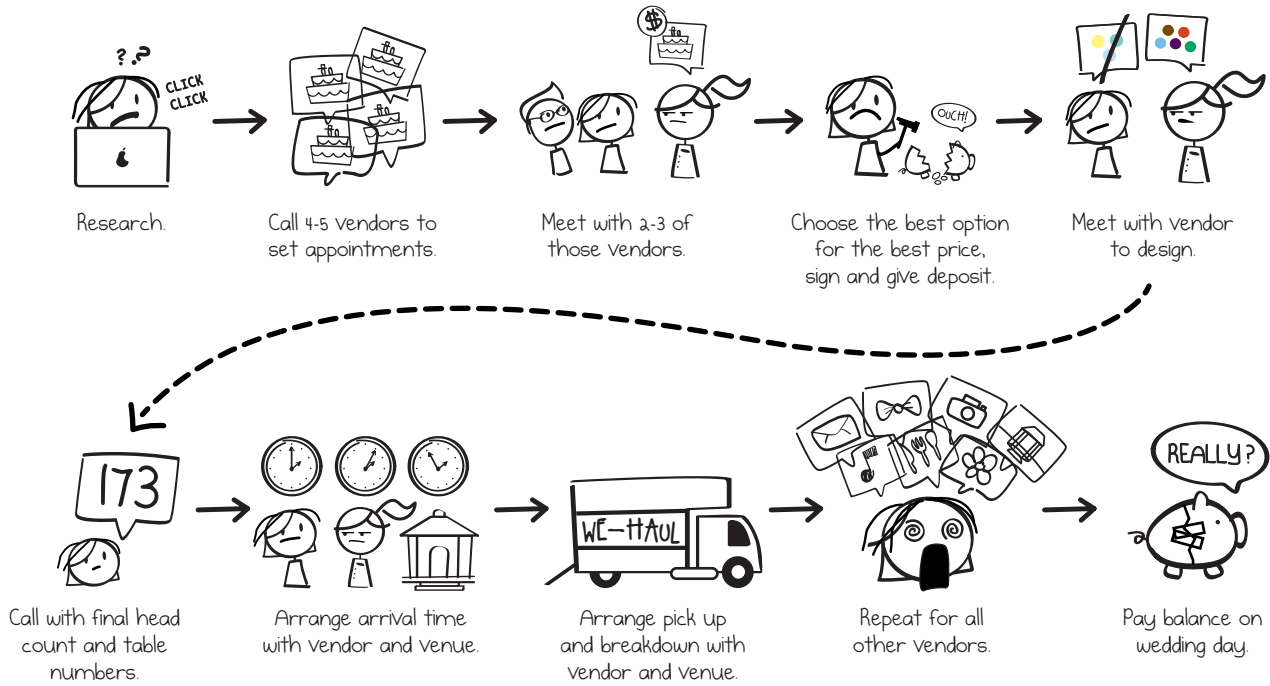 ? ? ?
CLICK
CLICK
$
OUCH!
Research.
Call 4-5 vendors to
set appointments.
Meet with 2-3 of
those vendors.
Choose the best option
for the best price,
sign and give deposit.
Meet with vendor
to design.
173
WE-HAUL
REALLY?
Call with final head
count and table
numbers.
Arrange arrival time
with vendor and venue.
Arrange pick up
and breakdown with
vendor and venue.
Repeat for all
other vendors.
Pay balance on
wedding day.